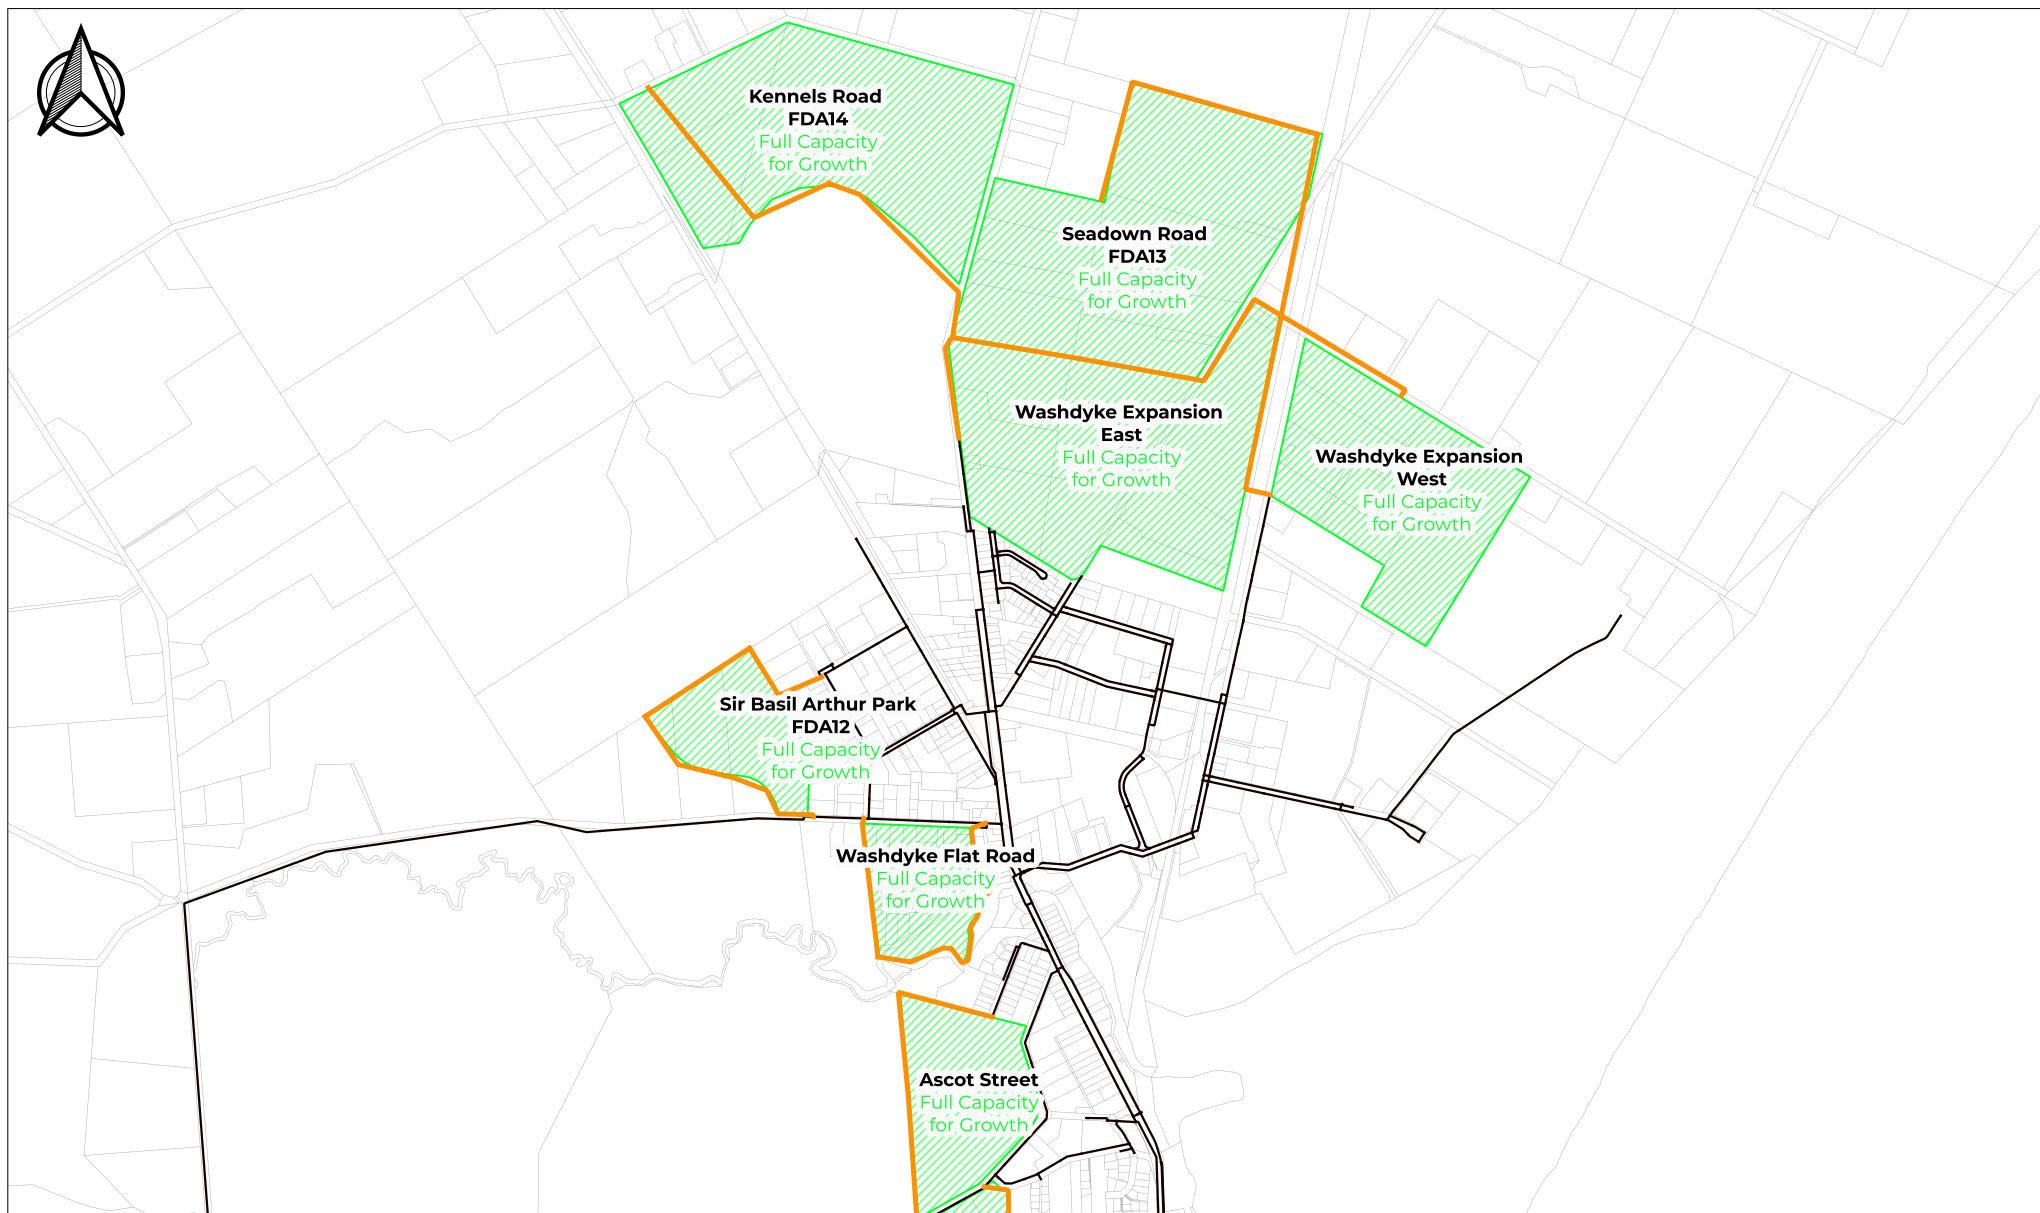 Kennels Road
FDA14
Full Capacity
for Growth
Seadown Road
FDA13
Full Capacity
for Growth
Washdyke Expansion
East
Full Capacity
for Growth
Washdyke Expansion
West
Full Capacity
for Growth
Sir Basil Arthur Park
FDA12
Full Capacity
for Growth
Washdyke Flat Road
Full Capacity
for Growth
Ascot Street
Full Capacity
for Growth